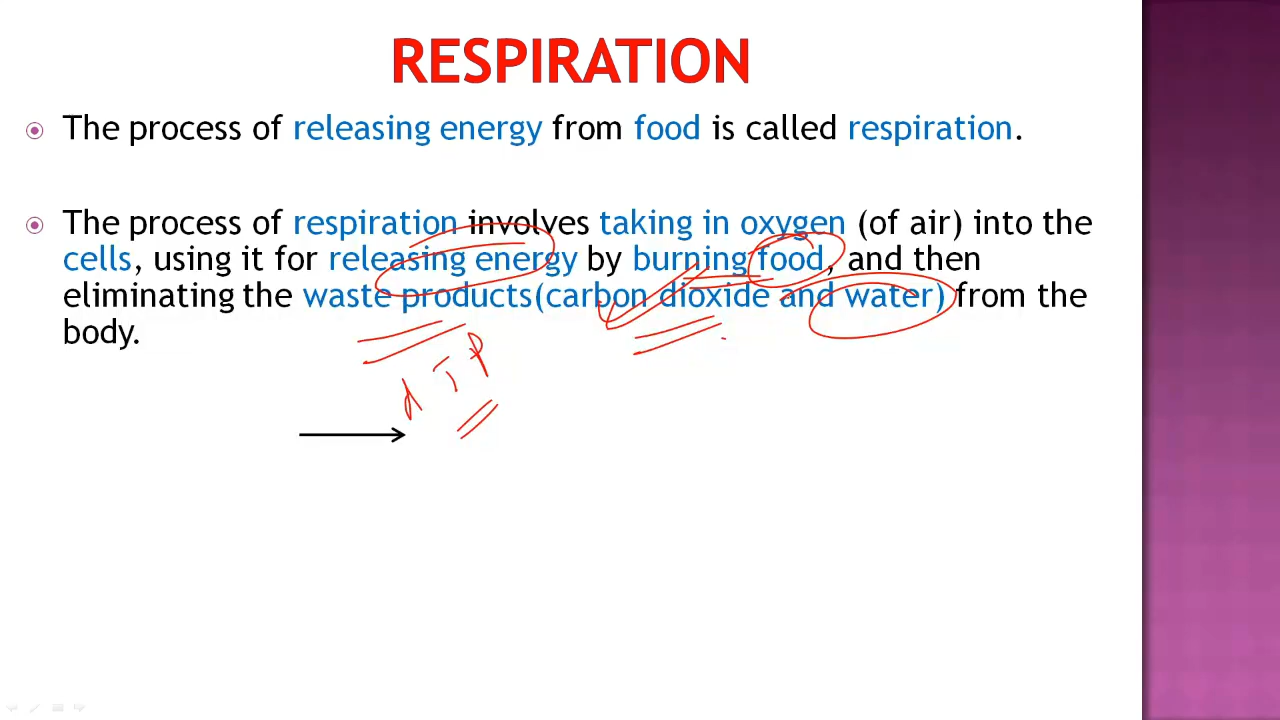 RESPIRATION
The process of releasing energy from food is called respiration.
The process of respiration involves taking in oxygen (of air) into the
cells, using it for releasing energy by burning food, and then
eliminating the waste products(carbon dioxide and water) from the
body.
ATP